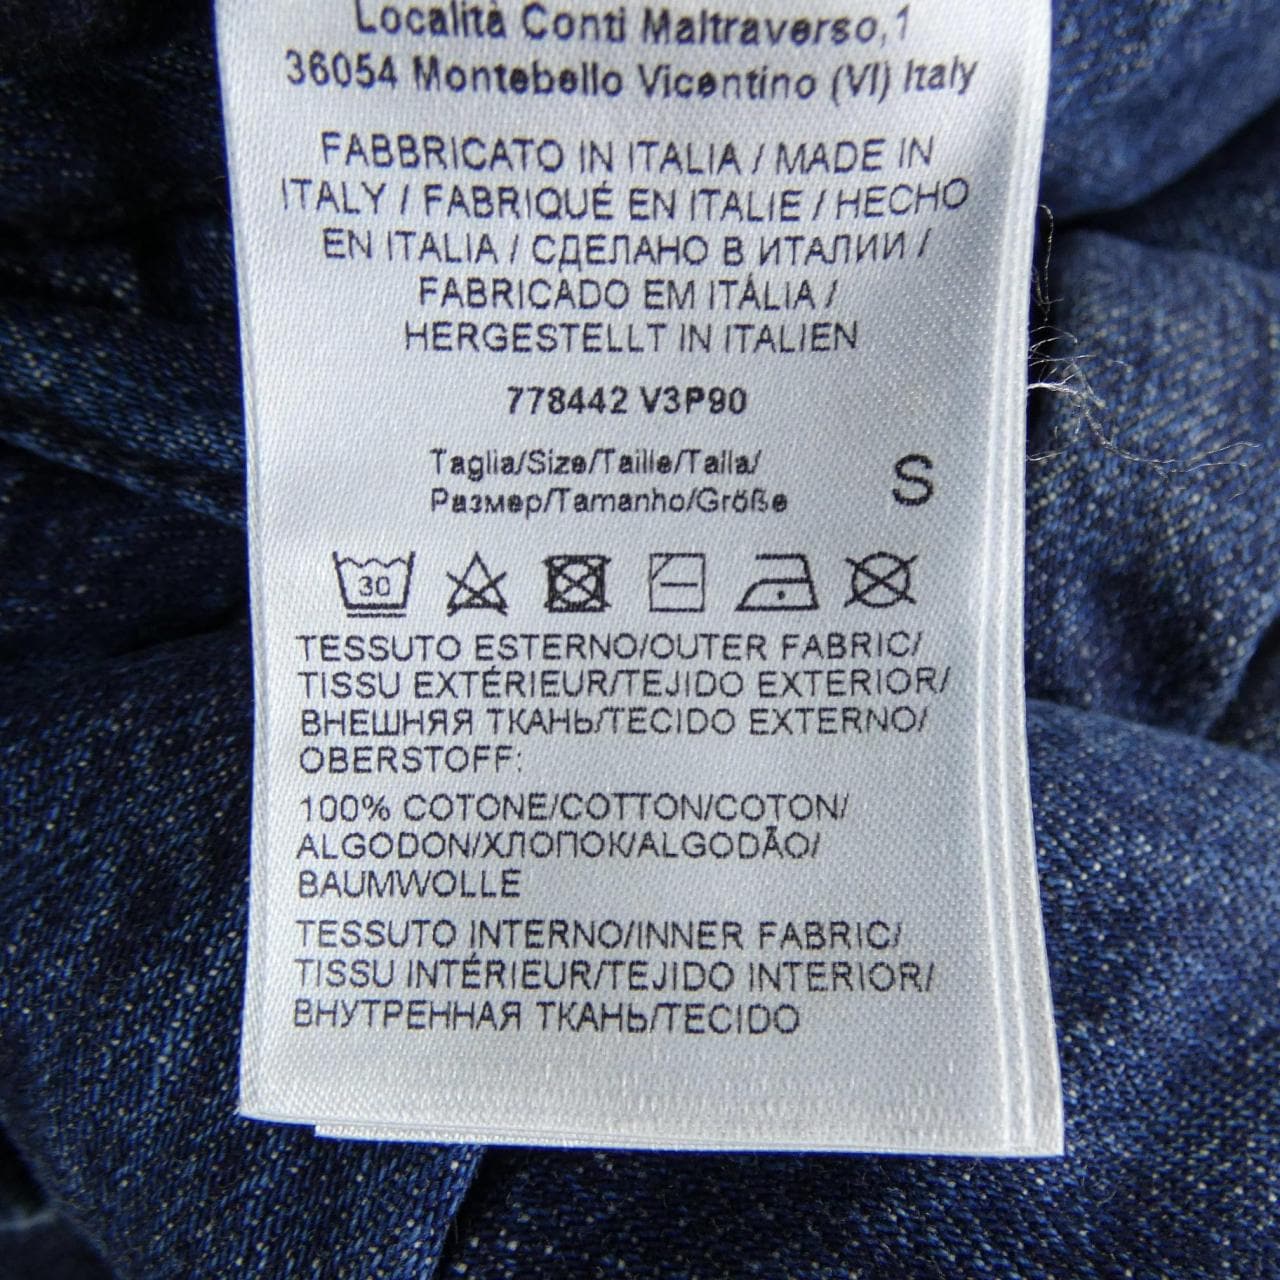 Località Conti Maltraverso,1
36054 Montebello Vicentino (VI) Italy
FABBRICATO IN ITALIA / MADE IN
ITALY / FABRIQUÉ EN ITALIE / HECHO
EN ITALIA / СДЕЛАНО В ИТАЛИИ /
FABRICADO EM ITÁLIA /
HERGESTELLT IN ITALIEN
778442 V3P90
Taglia/Size/Taille/Talla/
Размер/Tamanho/Größe
S
30
TESSUTO ESTERNO/OUTER FABRIC/
TISSU EXTÉRIEUR/TEJIDO EXTERIOR/
ВНЕШНЯЯ ТКАНЬ/TECIDO EXTERNO/
OBERSTOFF:
100% COTONE/COTTON/COTON/
ALGODON/ХЛОПОК/ALGODÃO/
BAUMWOLLE
TESSUTO INTERNO/INNER FABRIC/
TISSU INTÉRIEUR/TEJIDO INTERIOR/
ВНУТРЕННАЯ ТКАНЬ/TECIDO